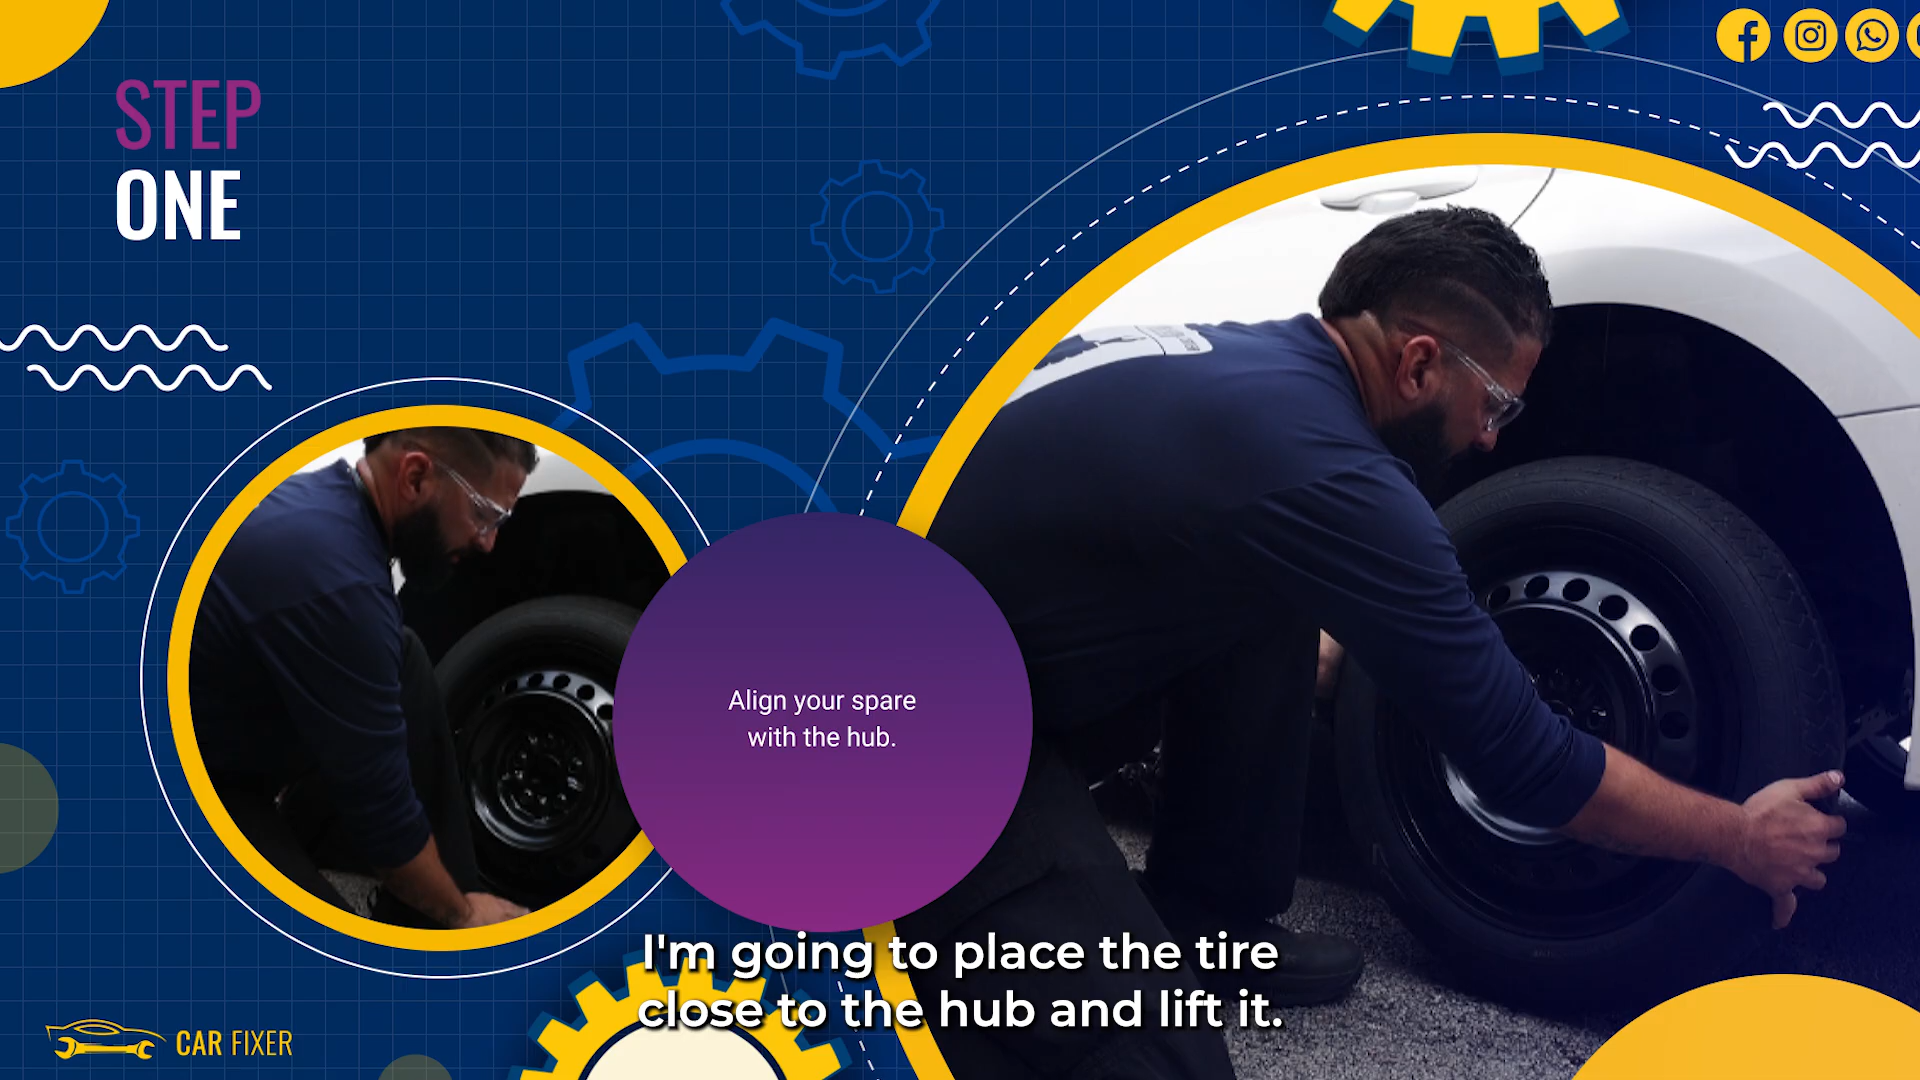 STEP
ONE
Align your spare
with the hub.
I'm going to place the tire
close to the hub and lift it.
CAR FIXER